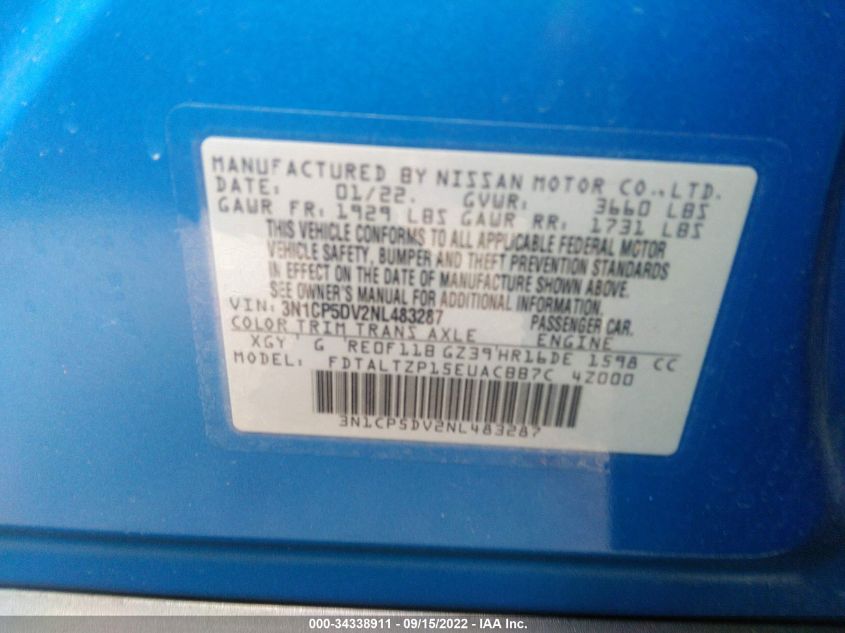 MANUFACTURED BY NISSAN MOTOR CO.,LTD.
DATE: 01/22. GVWR: 3660 LBS
GAWR FR: 1929 LBS GAWR RR: 1731 LBS
THIS VEHICLE CONFORMS TO ALL APPLICABLE FEDERAL MOTOR
VEHICLE SAFETY, BUMPER AND THEFT PREVENTION STANDARDS
IN EFFECT ON THE DATE OF MANUFACTURE SHOWN ABOVE.
SEE OWNER'S MANUAL FOR ADDITIONAL INFORMATION.
VIN: 3N1CP5DV2NL483287 PASSENGER CAR.
COLOR TRIM TRANS AXLE ENGINE
XGY G RE0F11B GZ39 HR16DE 1598 CC
MODEL: FDTALTZP15EUACBB7C 4Z000
3N1CP5DV2NL483287
000-34338911 - 09/15/2022 - IAA Inc.